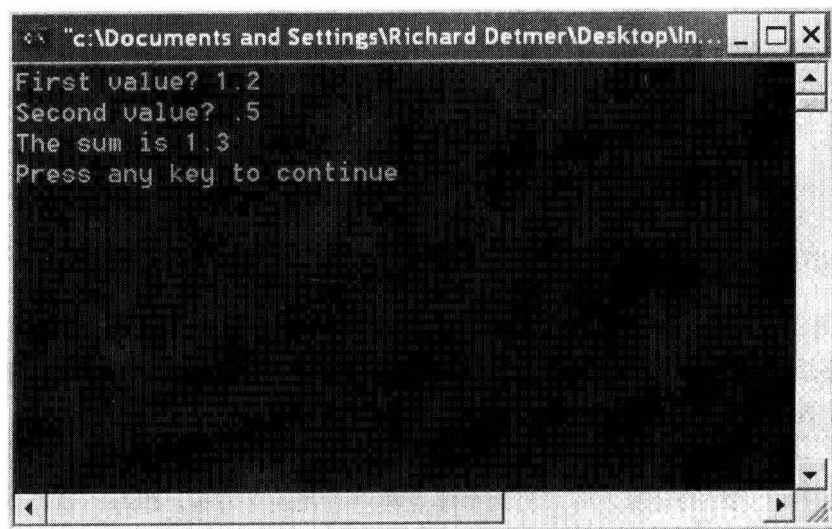 "c:\Documents and Settings\Richard Detmer\Desktop\In...
First value? 1.2
Second value? .5
The sum is 1.3
Press any key to continue